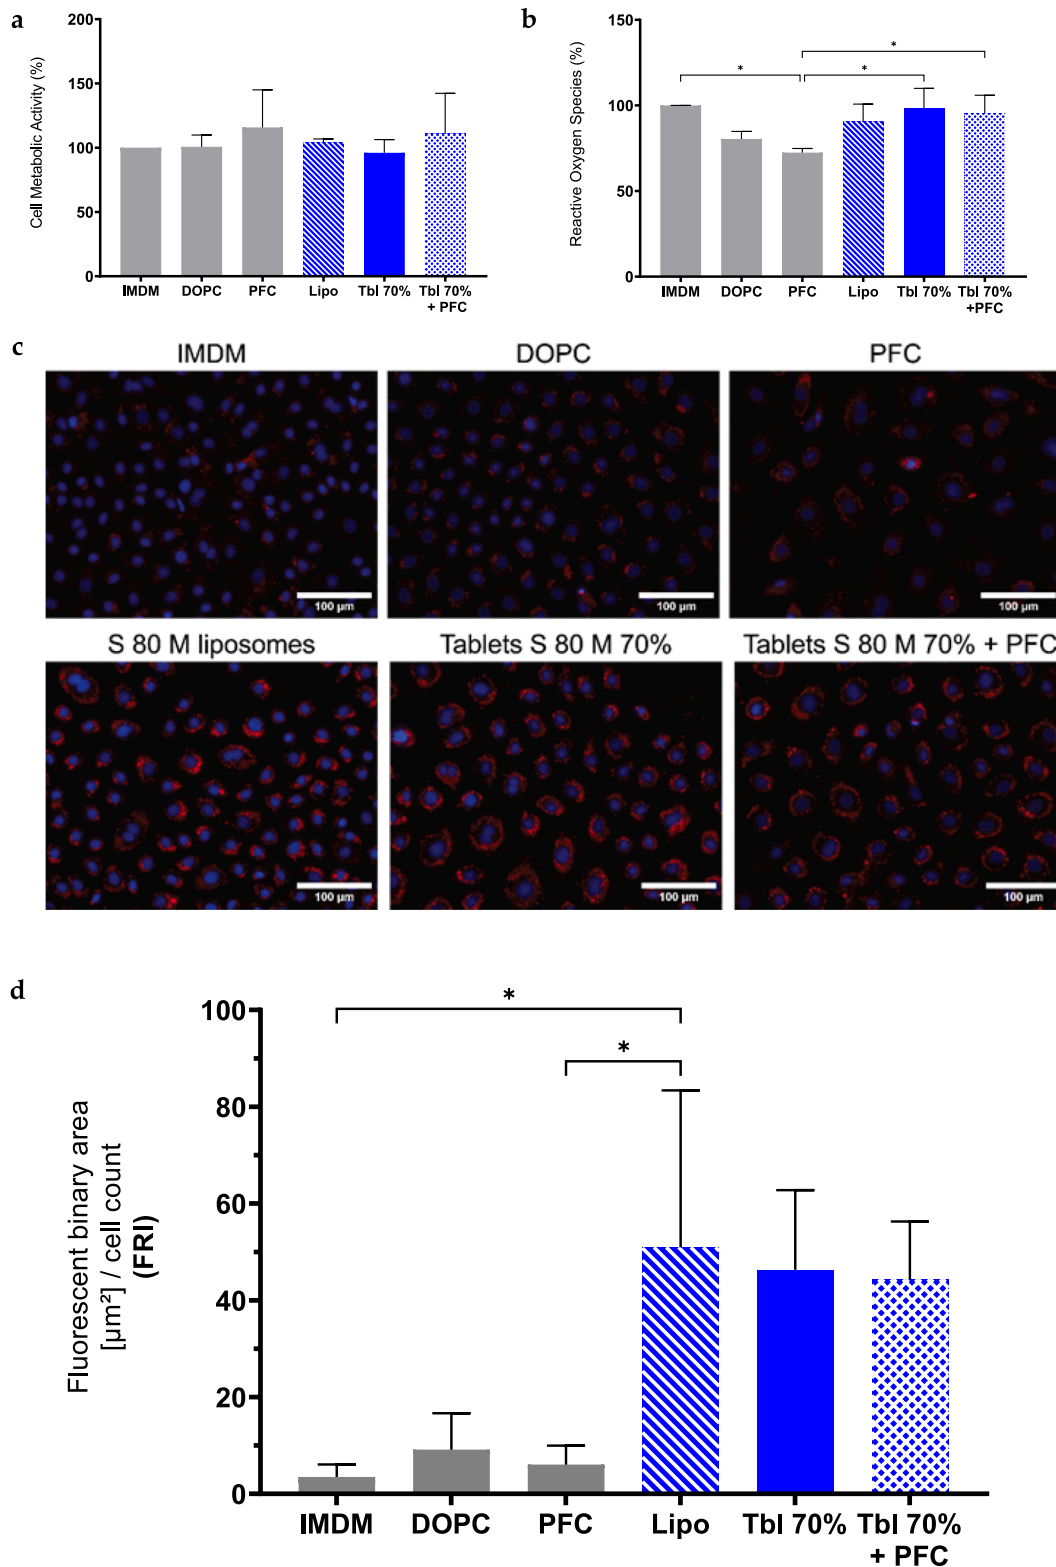 a
Cell Metabolic Activity (%)
200
150
100
50
0
IMDM
DOPC
PFC
Lipo
Tbl 70%
Tbl 70%
+ PFC
b
Reactive Oxygen Species (%)
150
100
50
0
*
*
*
IMDM
DOPC
PFC
Lipo
Tbl 70%
Tbl 70%
+PFC
c
IMDM
DOPC
PFC
100 µm
100 µm
100 µm
S 80 M liposomes
Tablets S 80 M 70%
Tablets S 80 M 70% + PFC
100 µm
100 µm
100 µm
d
Fluorescent binary area
[µm²] / cell count
(FRI)
100
80
60
40
20
0
*
*
IMDM
DOPC
PFC
Lipo
Tbl 70%
Tbl 70%
+ PFC